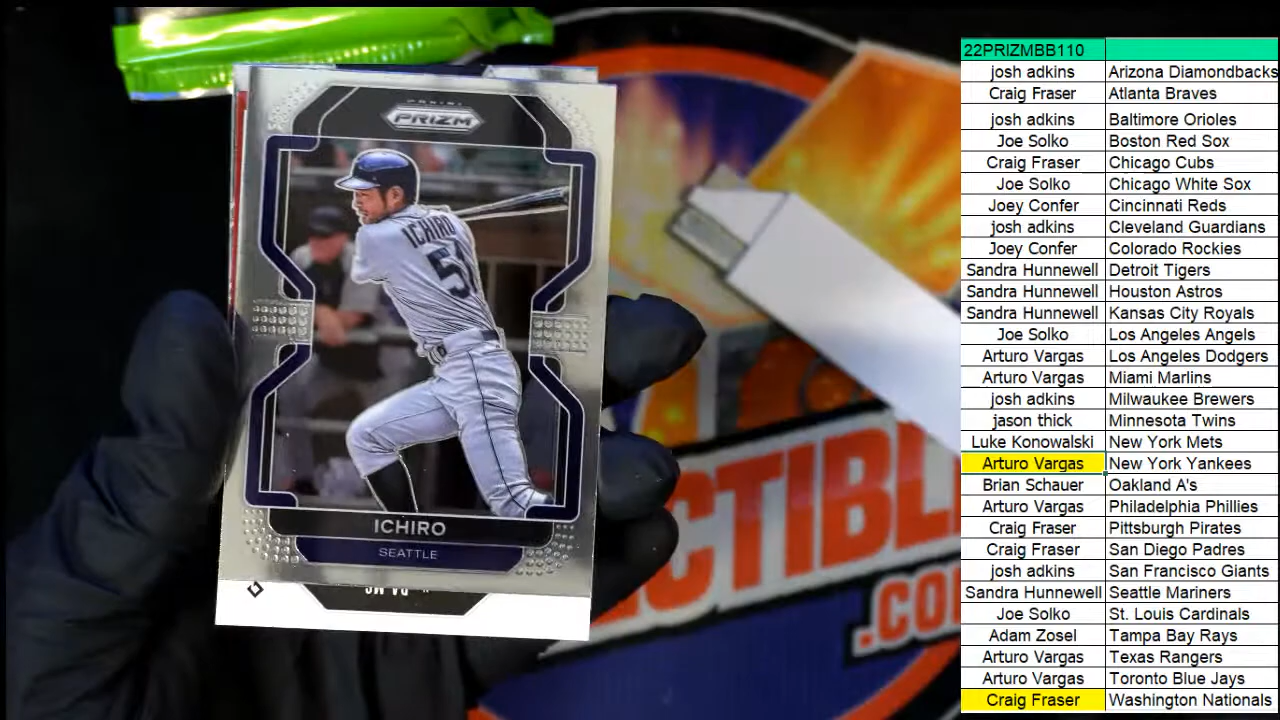 PANINI
PRIZM
ICHIRO
51
ICHIRO
SEATTLE
CTIBL
.CO
22PRIZMBB110
josh adkins Arizona Diamondbacks
Craig Fraser Atlanta Braves
josh adkins Baltimore Orioles
Joe Solko Boston Red Sox
Craig Fraser Chicago Cubs
Joe Solko Chicago White Sox
Joey Confer Cincinnati Reds
josh adkins Cleveland Guardians
Joey Confer Colorado Rockies
Sandra Hunnewell Detroit Tigers
Sandra Hunnewell Houston Astros
Sandra Hunnewell Kansas City Royals
Joe Solko Los Angeles Angels
Arturo Vargas Los Angeles Dodgers
Arturo Vargas Miami Marlins
josh adkins Milwaukee Brewers
jason thick Minnesota Twins
Luke Konowalski New York Mets
Arturo Vargas New York Yankees
Brian Schauer Oakland A's
Arturo Vargas Philadelphia Phillies
Craig Fraser Pittsburgh Pirates
Craig Fraser San Diego Padres
josh adkins San Francisco Giants
Sandra Hunnewell Seattle Mariners
Joe Solko St. Louis Cardinals
Adam Zosel Tampa Bay Rays
Arturo Vargas Texas Rangers
Arturo Vargas Toronto Blue Jays
Craig Fraser Washington Nationals